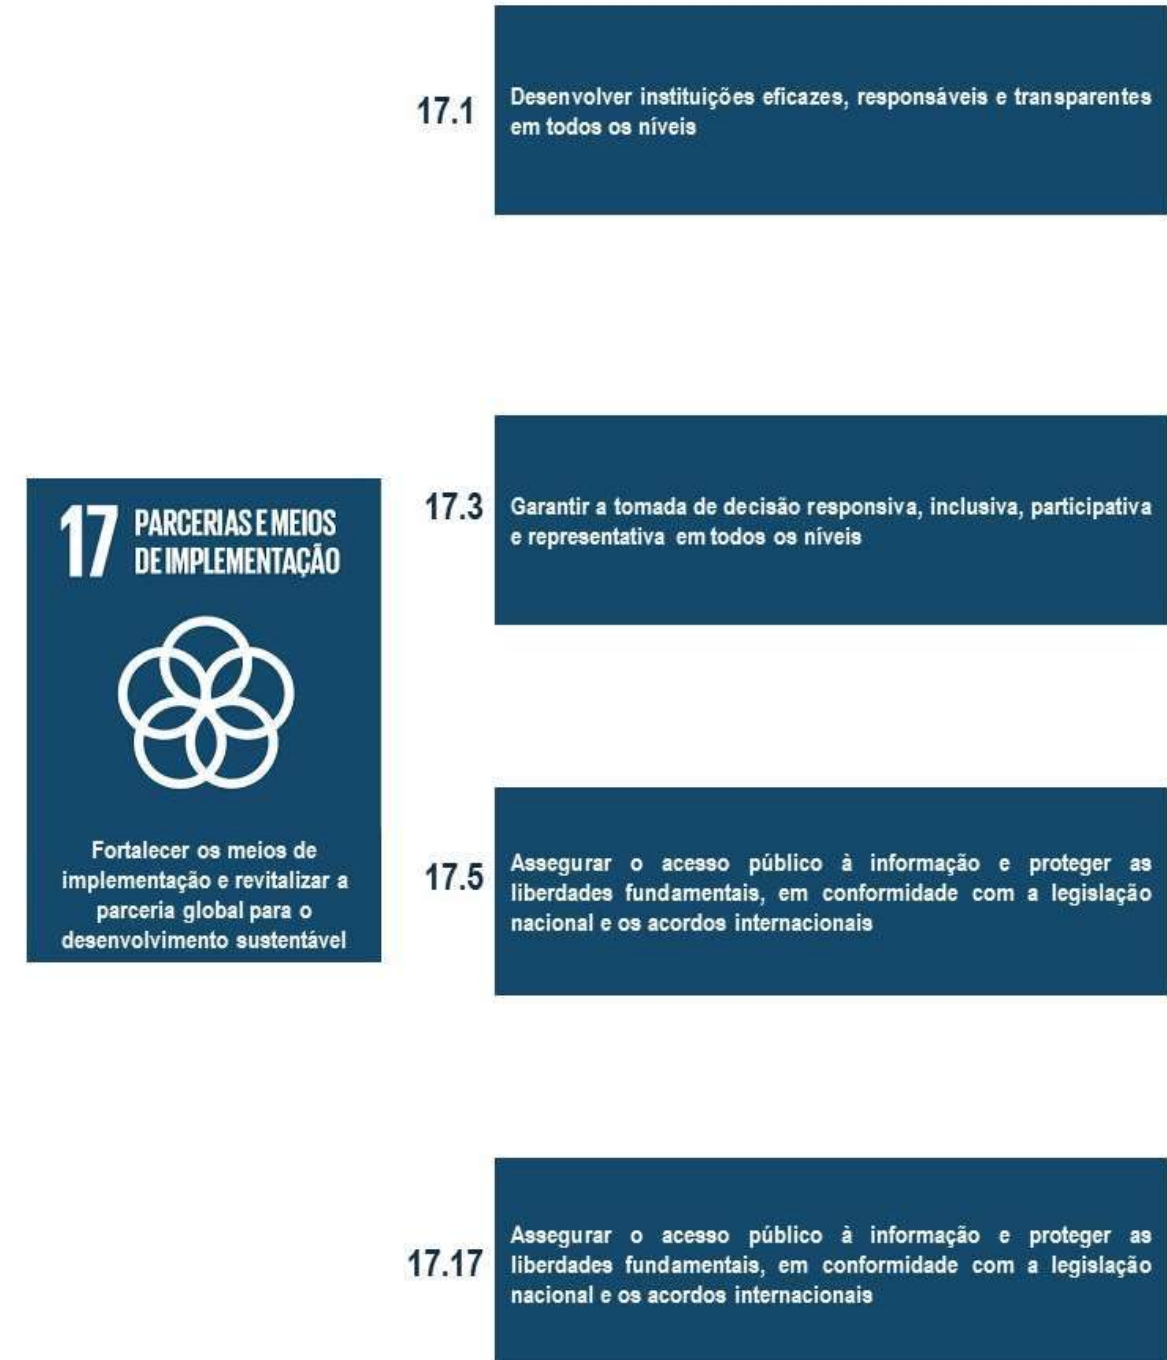 17 PARCERIAS E MEIOS
DE IMPLEMENTAÇÃO
Fortalecer os meios de
implementação e revitalizar a
parceria global para o
desenvolvimento sustentável
17.1
Desenvolver instituições eficazes, responsáveis e transparentes
em todos os níveis
17.3
Garantir a tomada de decisão responsiva, inclusiva, participativa
e representativa em todos os níveis
17.5
Assegurar o acesso público à informação e proteger as
liberdades fundamentais, em conformidade com a legislação
nacional e os acordos internacionais
17.17
Assegurar o acesso público à informação e proteger as
liberdades fundamentais, em conformidade com a legislação
nacional e os acordos internacionais